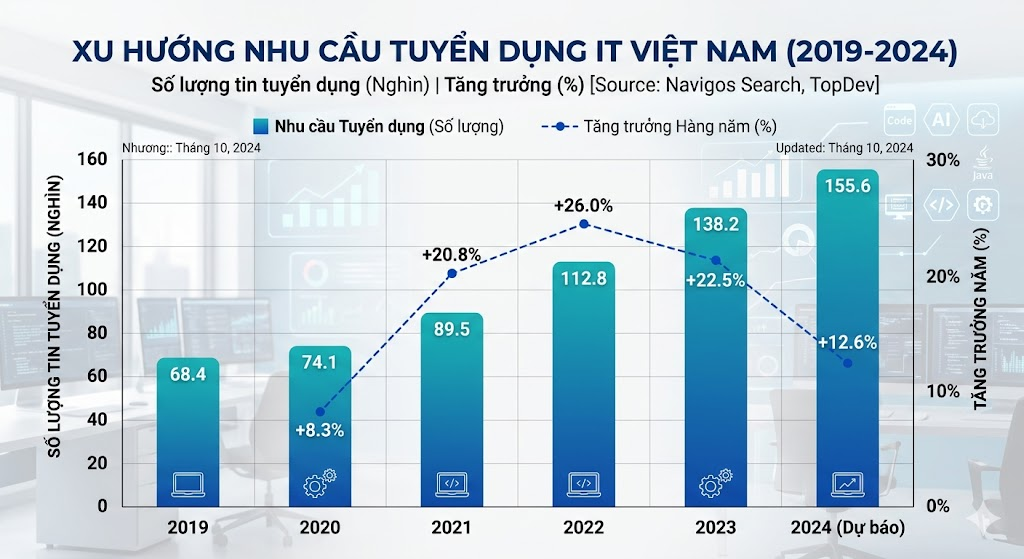 XU HƯỚNG NHU CẦU TUYỂN DỤNG IT VIỆT NAM (2019-2024)
Số lượng tin tuyển dụng (Nghìn) | Tăng trưởng (%) [Source: Navigos Search, TopDev]
Nhu cầu Tuyển dụng (Số lượng)
Tăng trưởng Hàng năm (%)
Nhương:: Tháng 10, 2024
Updated: Tháng 10, 2024
Code
AI
Java
</>
SỐ LƯỢNG TIN TUYỂN DỤNG (NGHÌN)
160
140
120
100
80
60
40
20
0
68.4
74.1
89.5
112.8
138.2
155.6
+8.3%
+20.8%
+26.0%
+22.5%
+12.6%
</>
</>
30%
20%
10%
0%
TĂNG TRƯỞNG NĂM (%)
2019
2020
2021
2022
2023
2024 (Dự báo)